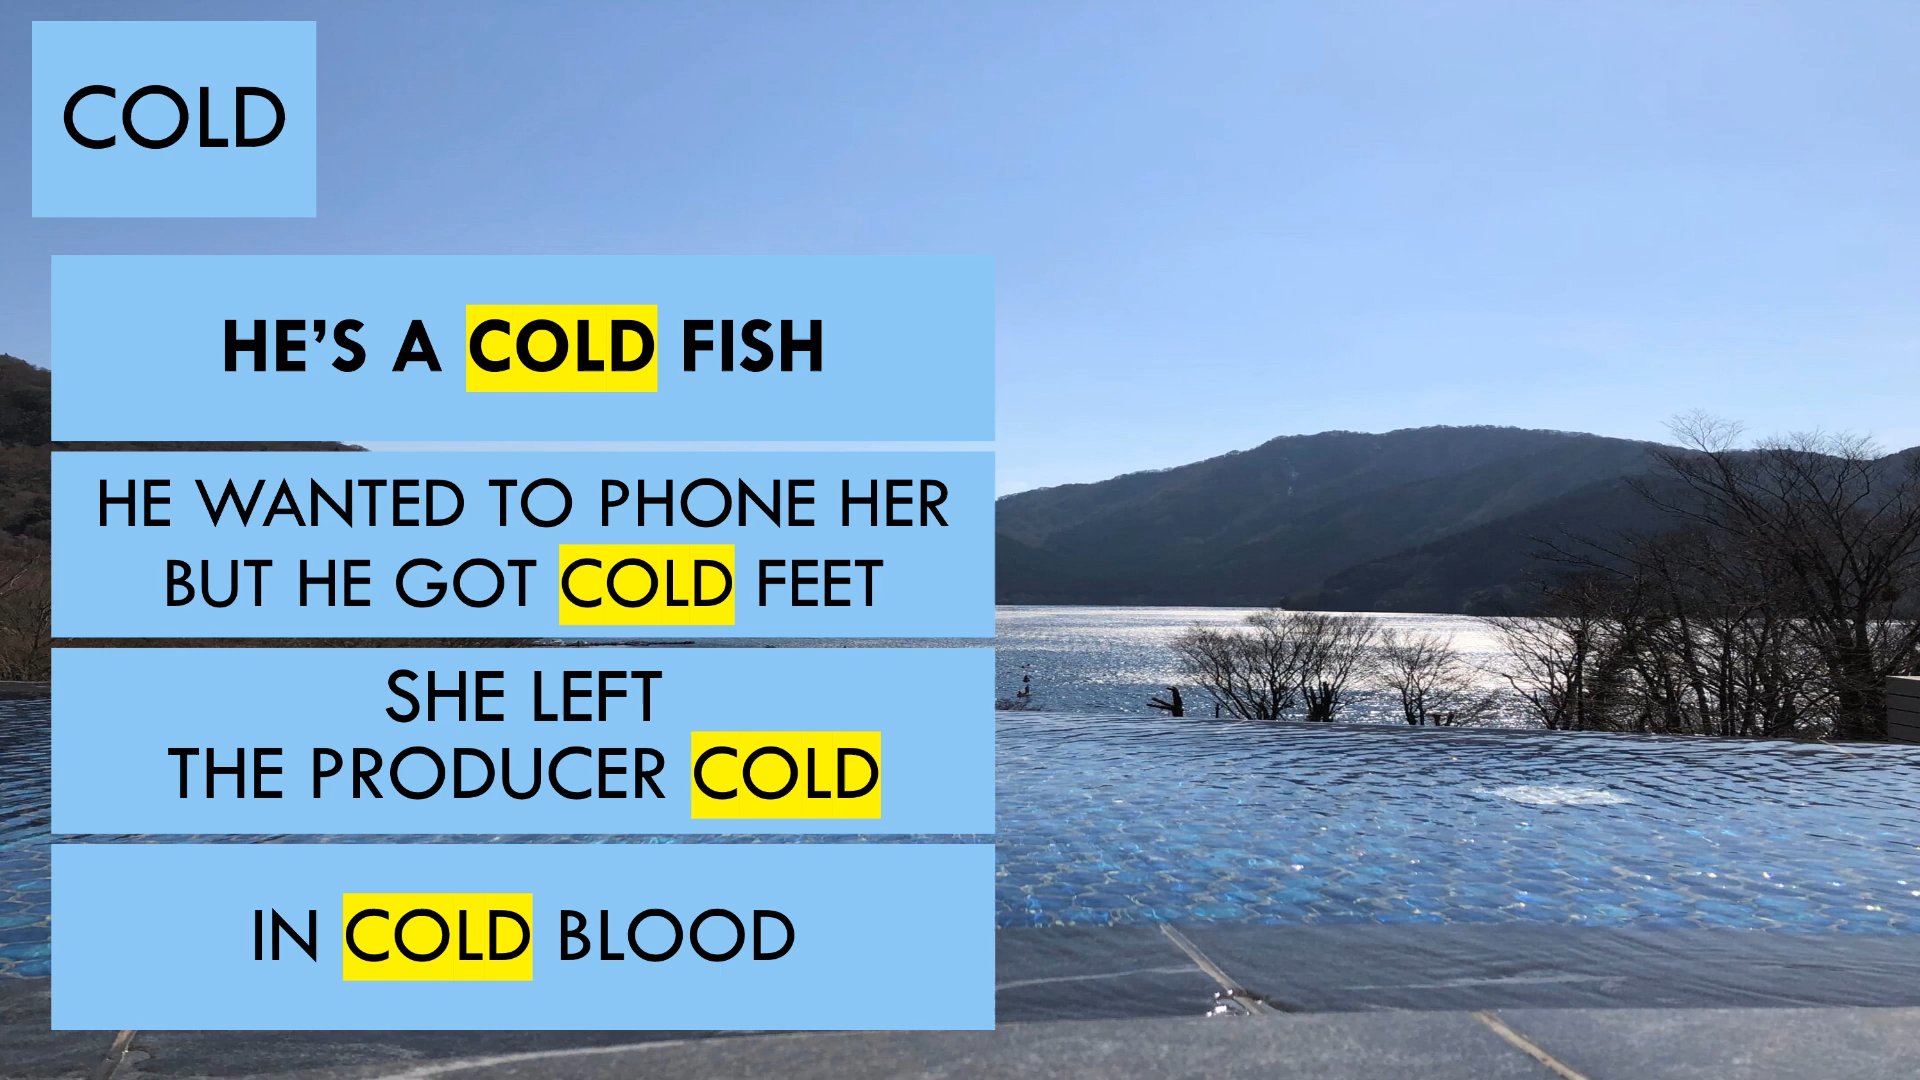 COLD
HE’S A COLD FISH
HE WANTED TO PHONE HER
BUT HE GOT COLD FEET
SHE LEFT
THE PRODUCER COLD
IN COLD BLOOD